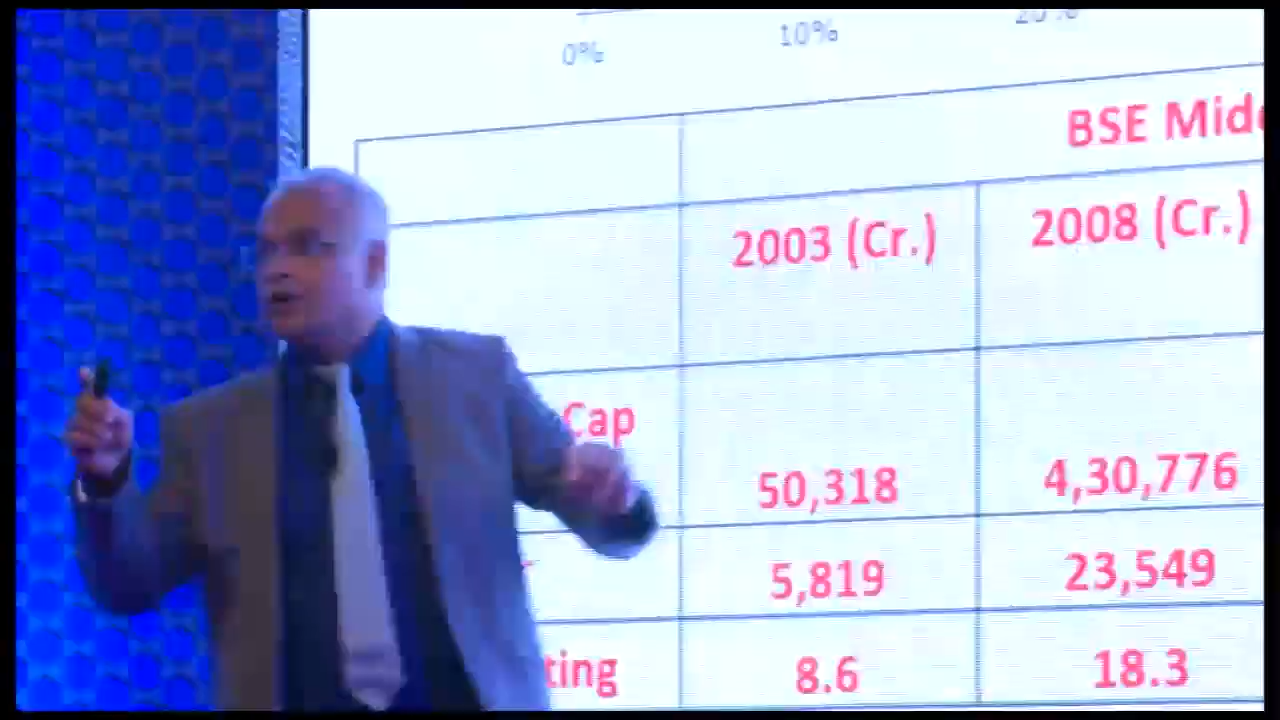 0% 10% 20%
BSE Mid
2003 (Cr.) 2008 (Cr.)
Cap 50,318 4,30,776
5,819 23,549
ting 8.6 18.3